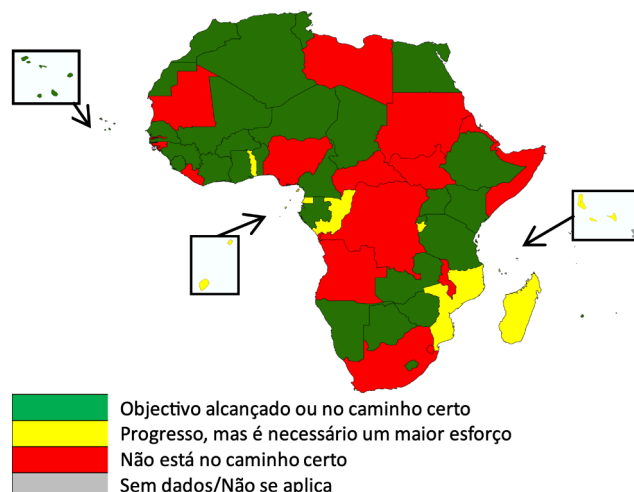 Objectivo alcançado ou no caminho certo
Progresso, mas é necessário um maior esforço
Não está no caminho certo
Sem dados/Não se aplica